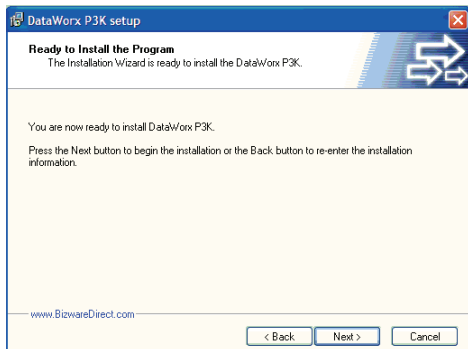 DataWorx P3K setup
Ready to Install the Program
The Installation Wizard is ready to install the DataWorx P3K.
You are now ready to install DataWorx P3K.
Press the Next button to begin the installation or the Back button to re-enter the installation
information.
www.BizwareDirect.com
< Back Next > Cancel